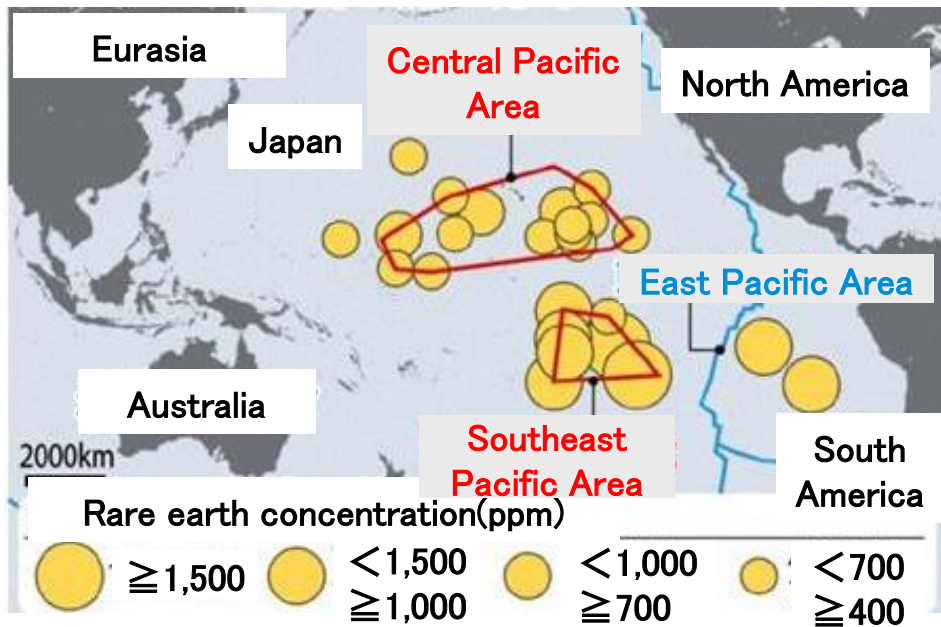 Eurasia
Central Pacific
Area
North America
Japan
East Pacific Area
Australia
Southeast
Pacific Area
South
America
2000km
Rare earth concentration(ppm)
≧1,500
<1,500
≧1,000
<1,000
≧700
<700
≧400